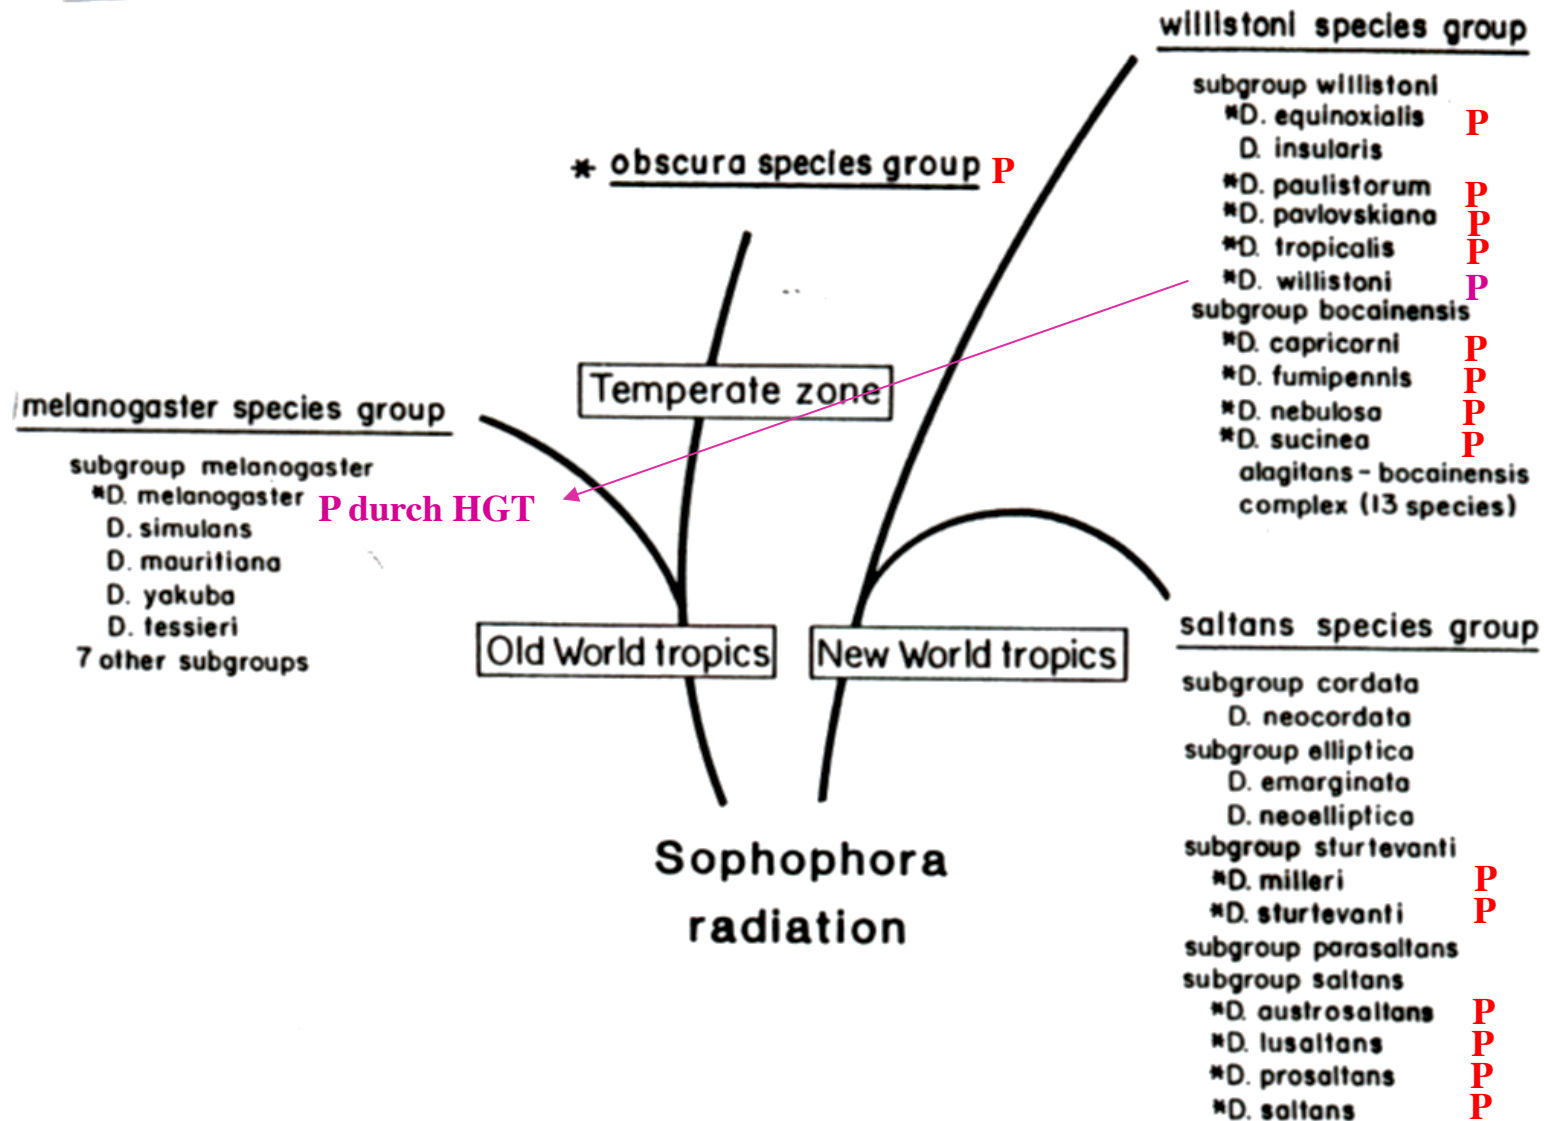 willistoni species group
subgroup willistoni
*D. equinoxialis P
D. insularis
*D. paulistorum P
*D. pavlovskiana P
*D. tropicalis P
*D. willistoni P
subgroup bocainensis
*D. capricorni P
*D. fumipennis P
*D. nebulosa P
*D. sucinea P
alagitans-bocainensis
complex (13 species)
* obscura species group P
Temperate zone
melanogaster species group
subgroup melanogaster
*D. melanogaster P durch HGT
D. simulans
D. mauritiana
D. yakuba
D. tessieri
7 other subgroups
Old World tropics
New World tropics
saltans species group
subgroup cordata
D. neocordata
subgroup elliptica
D. emarginata
D. neoelliptica
subgroup sturtevanti
*D. milleri P
*D. sturtevanti P
subgroup parasaltans
subgroup saltans
*D. austrosaltans P
*D. lusaltans P
*D. prosaltans P
*D. saltans P
Sophophora
radiation